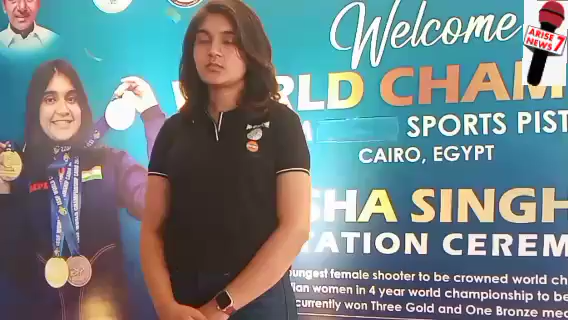 Welcome
ARISE
NEWS 7
RLD CHAM
SPORTS PIST
CAIRO, EGYPT
SHA SINGH
TATION CEREM
oungest female shooter to be crowned world ch
ian women in 4 year world championship to be
currently won Three Gold and One Bronze med